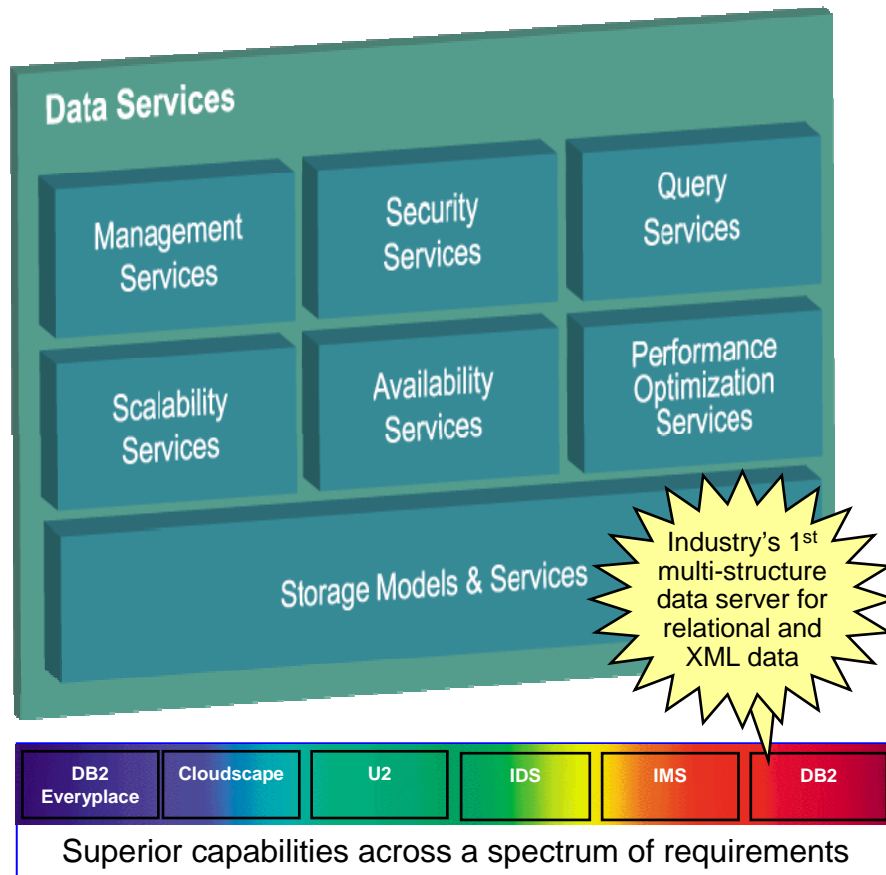 Data Services
Management
Services
Security
Services
Query
Services
Scalability
Services
Availability
Services
Performance
Optimization
Services
Storage Models & Services
Industry's 1st
multi-structure
data server for
relational and
XML data
DB2
Everyplace
Cloudscape
U2
IDS
IMS
DB2
Superior capabilities across a spectrum of requirements